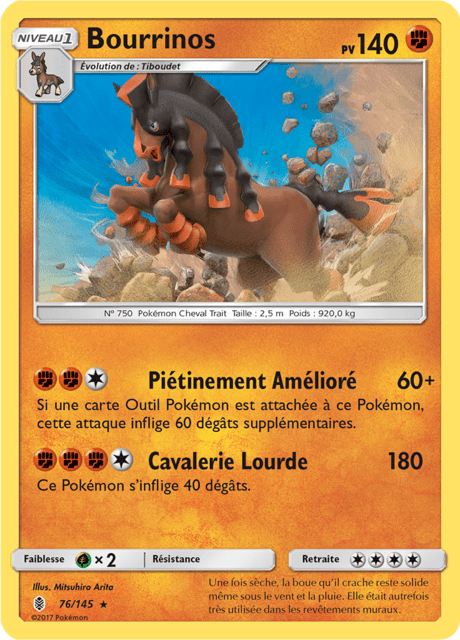 NIVEAU 1
Bourrinos
PV 140
Évolution de : Tiboudet
N° 750 Pokémon Cheval Trait Taille : 2,5 m Poids : 920,0 kg
Piétinement Amélioré 60+
Si une carte Outil Pokémon est attachée à ce Pokémon,
cette attaque inflige 60 dégâts supplémentaires.
Cavalerie Lourde 180
Ce Pokémon s'inflige 40 dégâts.
Faiblesse × 2 Résistance Retraite
Illus. Mitsuhiro Arita
76/145 ★
©2017 Pokémon
Une fois sèche, la boue qu'il crache reste solide
même sous le vent et la pluie. Elle était autrefois
très utilisée dans les revêtements muraux.